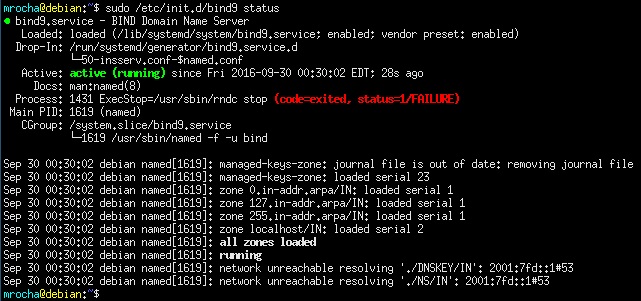 mrocha@debian:~$ sudo /etc/init.d/bind9 status
● bind9.service - BIND Domain Name Server
   Loaded: loaded (/lib/systemd/system/bind9.service; enabled; vendor preset: enabled)
  Drop-In: /run/systemd/generator/bind9.service.d
           └─50-insserv.conf-$named.conf
   Active: active (running) since Fri 2016-09-30 00:30:02 EDT; 28s ago
     Docs: man:named(8)
  Process: 1431 ExecStop=/usr/sbin/rndc stop (code=exited, status=1/FAILURE)
 Main PID: 1619 (named)
   CGroup: /system.slice/bind9.service
           └─1619 /usr/sbin/named -f -u bind

Sep 30 00:30:02 debian named[1619]: managed-keys-zone: journal file is out of date: removing journal file
Sep 30 00:30:02 debian named[1619]: managed-keys-zone: loaded serial 23
Sep 30 00:30:02 debian named[1619]: zone 0.in-addr.arpa/IN: loaded serial 1
Sep 30 00:30:02 debian named[1619]: zone 127.in-addr.arpa/IN: loaded serial 1
Sep 30 00:30:02 debian named[1619]: zone 255.in-addr.arpa/IN: loaded serial 1
Sep 30 00:30:02 debian named[1619]: zone localhost/IN: loaded serial 2
Sep 30 00:30:02 debian named[1619]: all zones loaded
Sep 30 00:30:02 debian named[1619]: running
Sep 30 00:30:02 debian named[1619]: network unreachable resolving './DNSKEY/IN': 2001:7fd::1#53
Sep 30 00:30:02 debian named[1619]: network unreachable resolving './NS/IN': 2001:7fd::1#53
mrocha@debian:~$